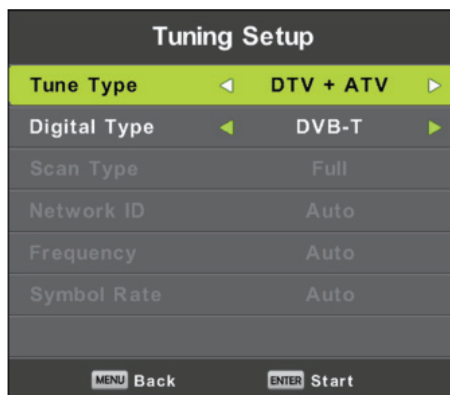 Tuning Setup
Tune Type DTV + ATV
Digital Type DVB-T
Scan Type Full
Network ID Auto
Frequency Auto
Symbol Rate Auto
MENU Back ENTER Start